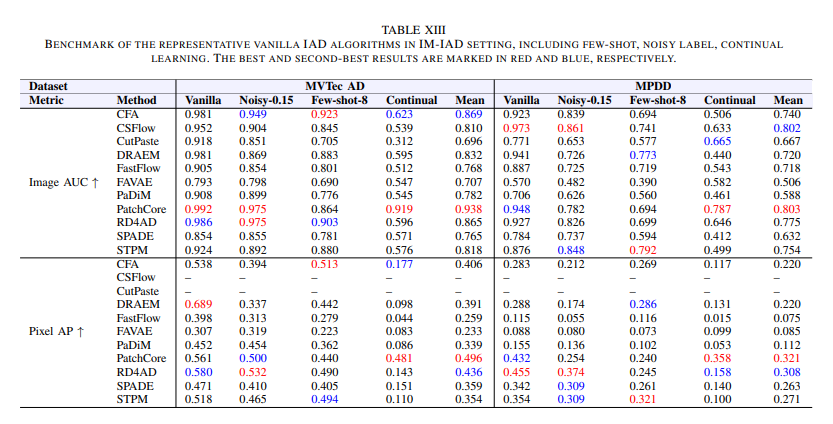 TABLE XIII
BENCHMARK OF THE REPRESENTATIVE VANILLA IAD ALGORITHMS IN IM-IAD SETTING, INCLUDING FEW-SHOT, NOISY LABEL, CONTINUAL
LEARNING. THE BEST AND SECOND-BEST RESULTS ARE MARKED IN RED AND BLUE, RESPECTIVELY.
Dataset MVTec AD MPDD
Metric Method Vanilla Noisy-0.15 Few-shot-8 Continual Mean Vanilla Noisy-0.15 Few-shot-8 Continual Mean
CFA 0.981 0.949 0.923 0.623 0.869 0.923 0.839 0.694 0.506 0.740
CSFlow 0.952 0.904 0.845 0.539 0.810 0.973 0.861 0.741 0.633 0.802
CutPaste 0.918 0.851 0.705 0.312 0.696 0.771 0.653 0.577 0.665 0.667
DRAEM 0.981 0.869 0.883 0.595 0.832 0.941 0.726 0.773 0.440 0.720
FastFlow 0.905 0.854 0.801 0.512 0.768 0.887 0.725 0.719 0.543 0.718
Image AUC ↑ FAVAE 0.793 0.798 0.690 0.547 0.707 0.570 0.482 0.390 0.582 0.506
PaDiM 0.908 0.899 0.776 0.545 0.782 0.706 0.626 0.560 0.461 0.588
PatchCore 0.992 0.975 0.864 0.919 0.938 0.948 0.782 0.694 0.787 0.803
RD4AD 0.986 0.975 0.903 0.596 0.865 0.927 0.826 0.699 0.646 0.775
SPADE 0.854 0.855 0.781 0.571 0.765 0.784 0.737 0.594 0.412 0.632
STPM 0.924 0.892 0.880 0.576 0.818 0.876 0.848 0.792 0.499 0.754
CFA 0.538 0.394 0.513 0.177 0.406 0.283 0.212 0.269 0.117 0.220
CSFlow – – – – – – – – – –
CutPaste – – – – – – – – – –
DRAEM 0.689 0.337 0.442 0.098 0.391 0.288 0.174 0.286 0.131 0.220
FastFlow 0.398 0.313 0.279 0.044 0.259 0.115 0.055 0.116 0.015 0.075
Pixel AP ↑ FAVAE 0.307 0.319 0.223 0.083 0.233 0.088 0.080 0.073 0.099 0.085
PaDiM 0.452 0.454 0.362 0.086 0.339 0.155 0.136 0.102 0.053 0.112
PatchCore 0.561 0.500 0.440 0.481 0.496 0.432 0.254 0.240 0.358 0.321
RD4AD 0.580 0.532 0.490 0.143 0.436 0.455 0.374 0.245 0.158 0.308
SPADE 0.471 0.410 0.405 0.151 0.359 0.342 0.309 0.261 0.140 0.263
STPM 0.518 0.465 0.494 0.110 0.354 0.354 0.309 0.321 0.100 0.271